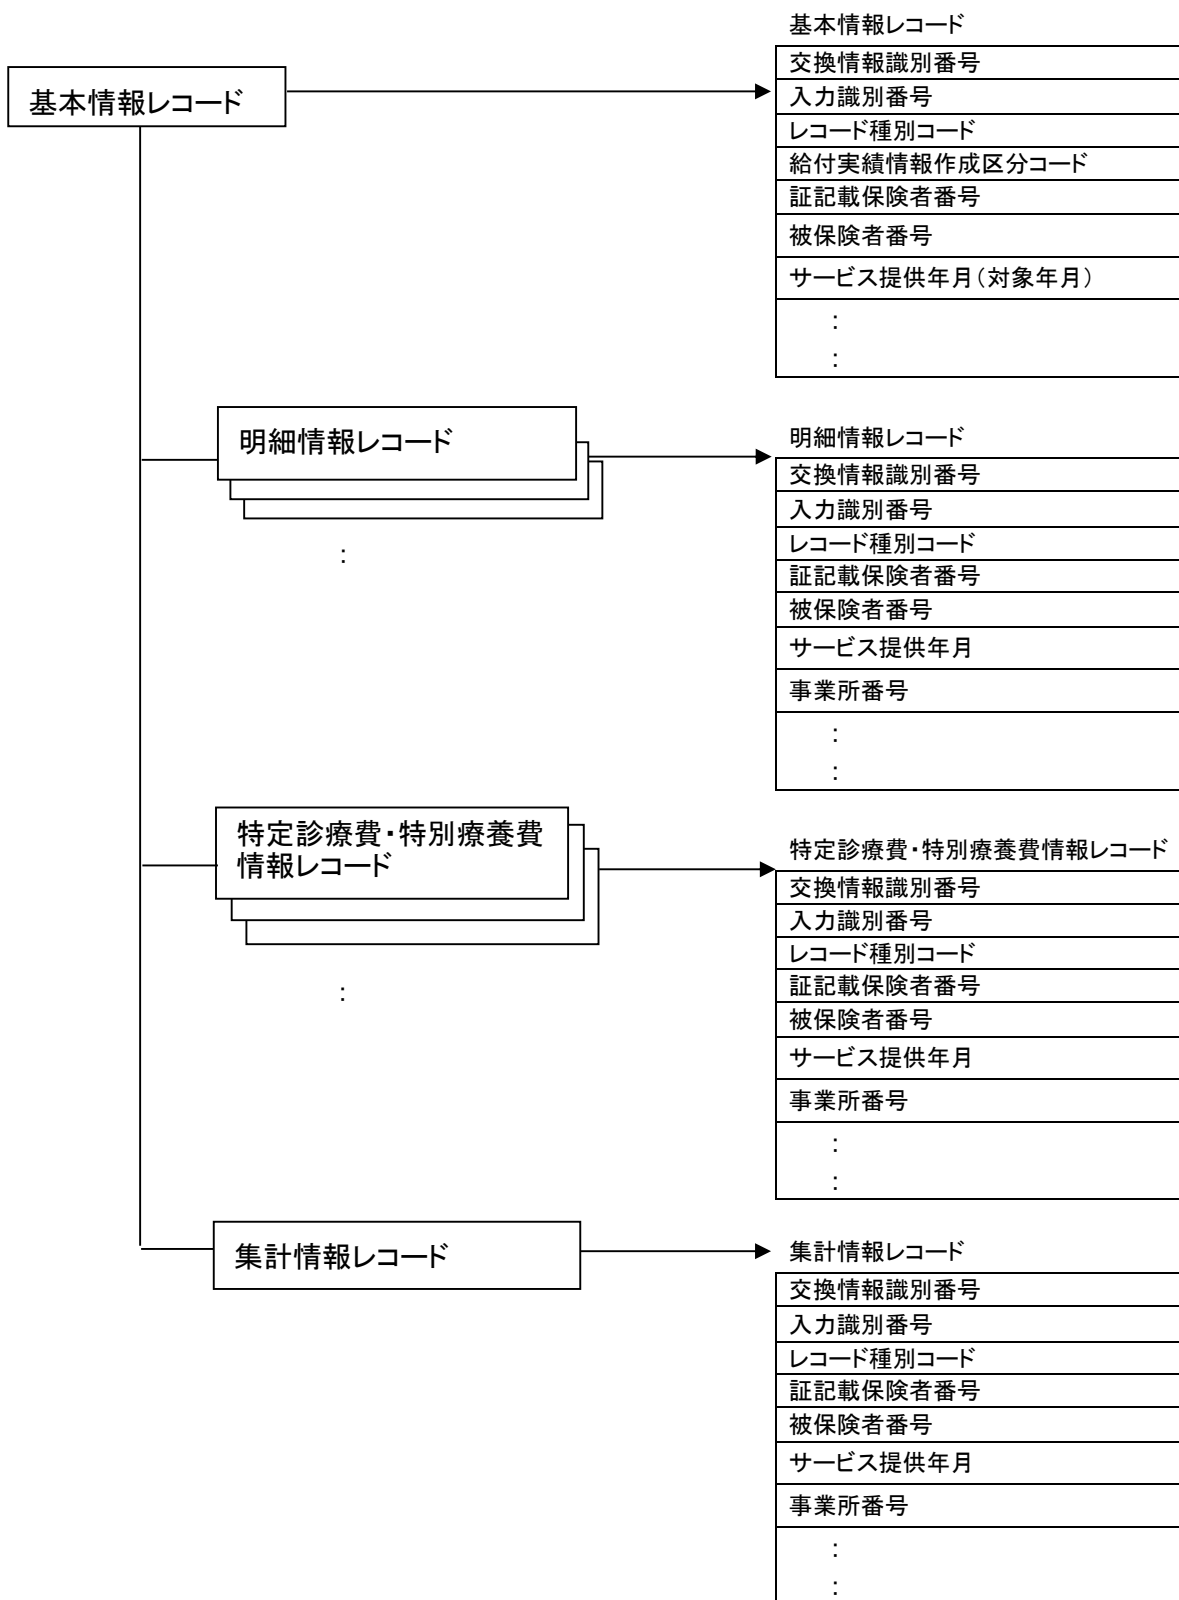 基本情報レコード
基本情報レコード
交換情報識別番号
入力識別番号
レコード種別コード
給付実績情報作成区分コード
証記載保険者番号
被保険者番号
サービス提供年月（対象年月）
：
：
明細情報レコード
：
明細情報レコード
交換情報識別番号
入力識別番号
レコード種別コード
証記載保険者番号
被保険者番号
サービス提供年月
事業所番号
：
：
特定診療費・特別療養費
情報レコード
：
特定診療費・特別療養費情報レコード
交換情報識別番号
入力識別番号
レコード種別コード
証記載保険者番号
被保険者番号
サービス提供年月
事業所番号
：
：
集計情報レコード
集計情報レコード
交換情報識別番号
入力識別番号
レコード種別コード
証記載保険者番号
被保険者番号
サービス提供年月
事業所番号
：
：